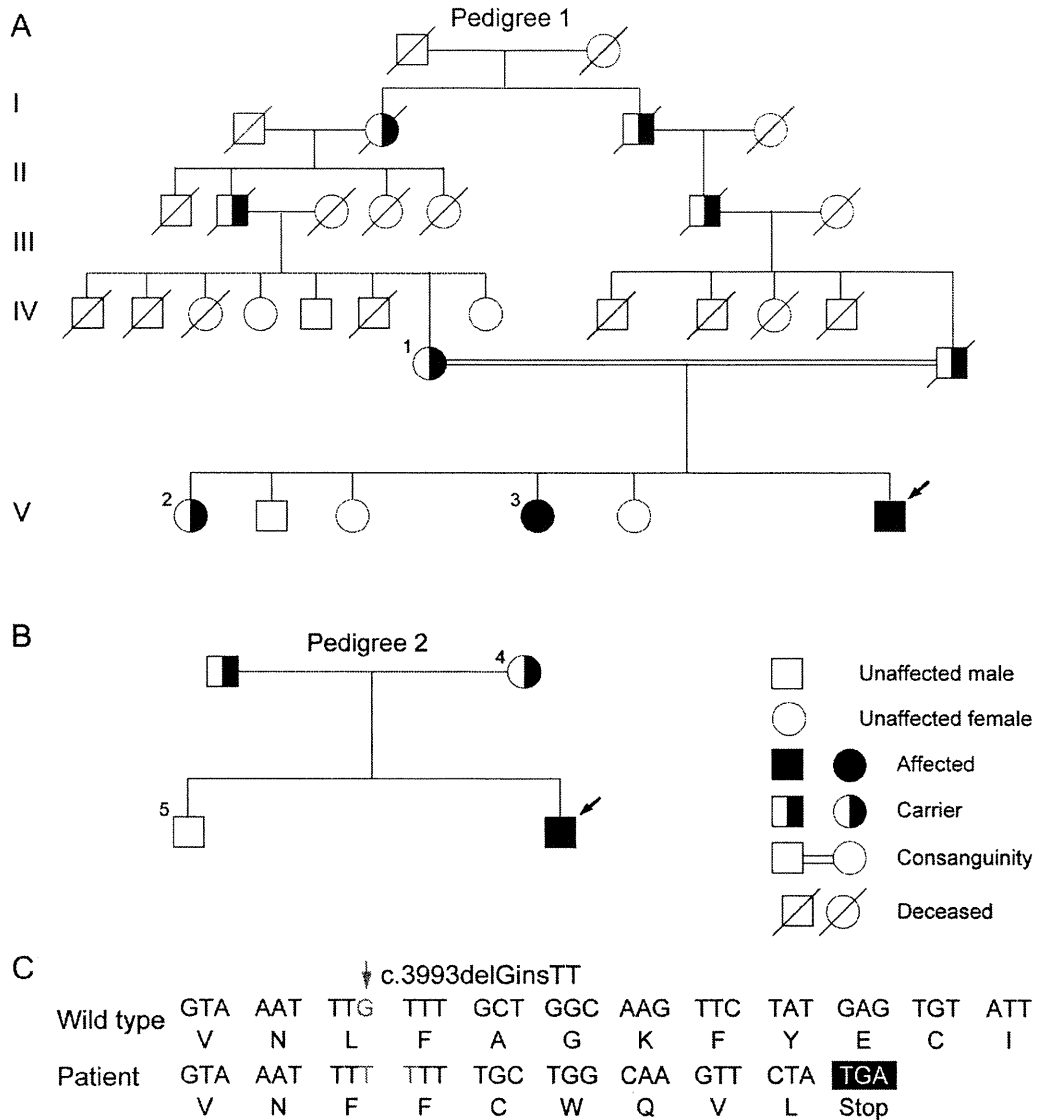 A
Pedigree 1
I
II
III
IV
1
V
2
3
B
Pedigree 2
4
5
Unaffected male
Unaffected female
Affected
Carrier
Consanguinity
Deceased
C
c.3993delGinsTT
Wild type GTA AAT TTG TTT GCT GGC AAG TTC TAT GAG TGT ATT
V N L F A G K F Y E C I
Patient GTA AAT TTT TTT TGC TGG CAA GTT CTA TGA
V N F F C W Q V L Stop